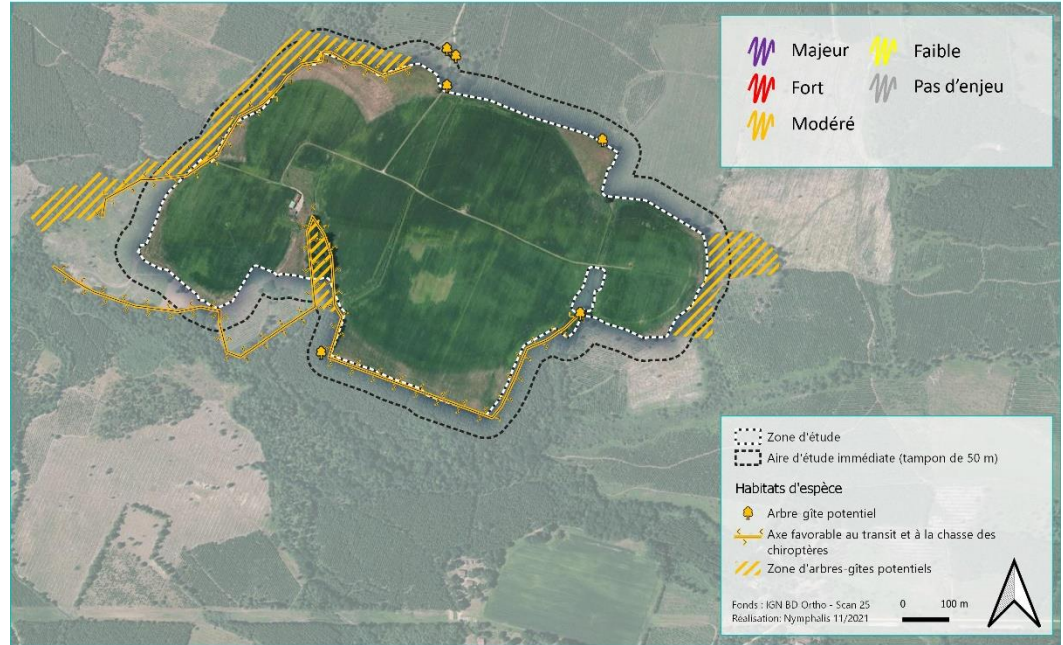 Majeur
Faible
Fort
Pas d'enjeu
Modéré
Zone d'étude
Aire d'étude immédiate (tampon de 50 m)
Habitats d'espèce
Arbre gîte potentiel
Axe favorable au transit et à la chasse des
chiroptères
Zone d'arbres-gîtes potentiels
Fonds : IGN BD Ortho - Scan 25
Réalisation: Nymphalis 11/2021
0 100 m